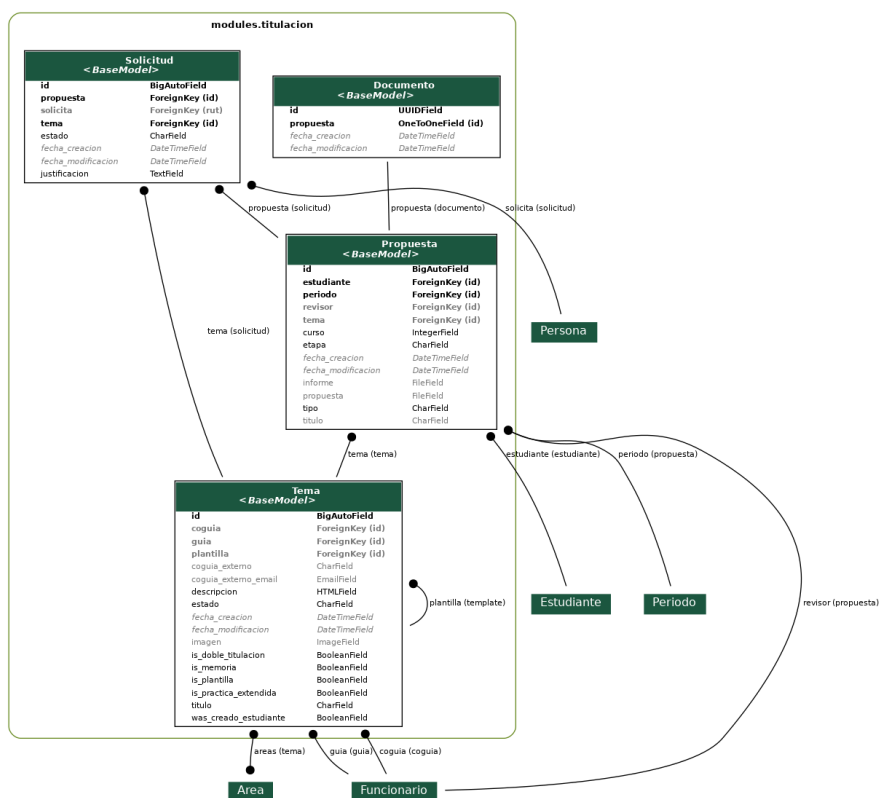 modules.titulacion
Solicitud
<BaseModel>
id BigAutoField
propuesta ForeignKey (id)
solicita ForeignKey (rut)
tema ForeignKey (id)
estado CharField
fecha_creacion DateTimeField
fecha_modificacion DateTimeField
justificacion TextField
Documento
<BaseModel>
id UUIDField
propuesta OneToOneField (id)
fecha_creacion DateTimeField
fecha_modificacion DateTimeField
propuesta (solicitud)
propuesta (documento)
solicita (solicitud)
Propuesta
<BaseModel>
id BigAutoField
estudiante ForeignKey (id)
periodo ForeignKey (id)
revisor ForeignKey (id)
tema ForeignKey (id)
curso IntegerField
etapa CharField
fecha_creacion DateTimeField
fecha_modificacion DateTimeField
informe FileField
propuesta FileField
tipo CharField
titulo CharField
tema (solicitud)
Persona
tema (tema)
estudiante (estudiante)
periodo (propuesta)
Tema
<BaseModel>
id BigAutoField
coguia ForeignKey (id)
guia ForeignKey (id)
plantilla ForeignKey (id)
coguia_externo CharField
coguia_externo_email EmailField
descripcion HTMLField
estado CharField
fecha_creacion DateTimeField
fecha_modificacion DateTimeField
imagen ImageField
is_doble_titulacion BooleanField
is_memoria BooleanField
is_plantilla BooleanField
is_practica_extendida BooleanField
titulo CharField
was_creado_estudiante BooleanField
plantilla (template)
Estudiante
Periodo
revisor (propuesta)
areas (tema)
guia (guia)
coguia (coguia)
Area
Funcionario